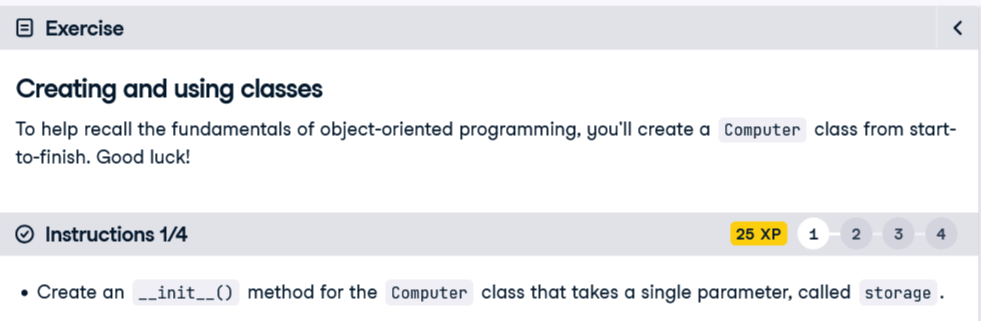 Exercise
Creating and using classes
To help recall the fundamentals of object-oriented programming, you'll create a Computer class from start-
to-finish. Good luck!
Instructions 1/4 25 XP 1 2 3 4
• Create an __init__() method for the Computer class that takes a single parameter, called storage.